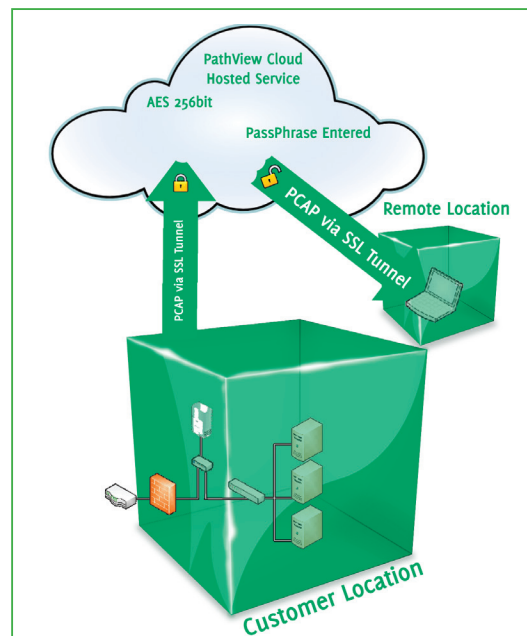 PathView Cloud
Hosted Service
AES 256bit
PassPhrase Entered
PCAP via SSL Tunnel
PCAP via SSL Tunnel
Remote Location
Customer Location